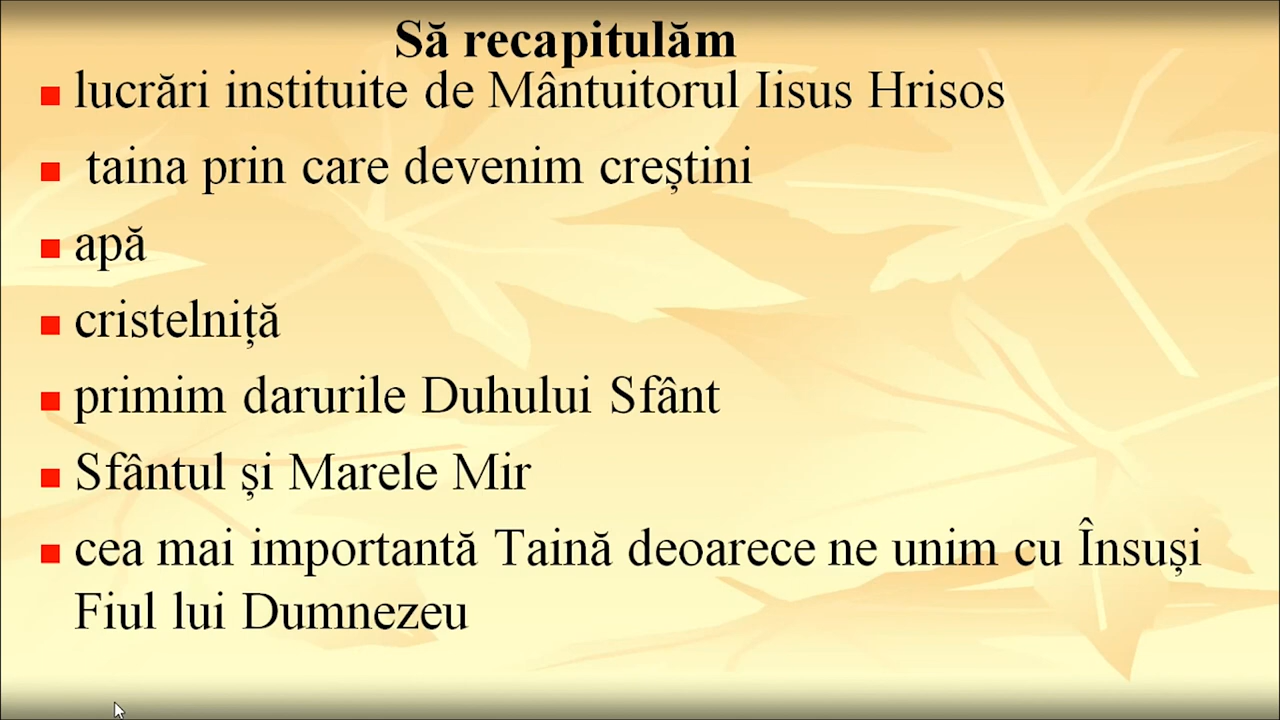 Să recapitulăm
lucrări instituite de Mântuitorul Iisus Hrisos
taina prin care devenim creștini
apă
cristelniță
primim darurile Duhului Sfânt
Sfântul și Marele Mir
cea mai importantă Taină deoarece ne unim cu Însuși
Fiul lui Dumnezeu